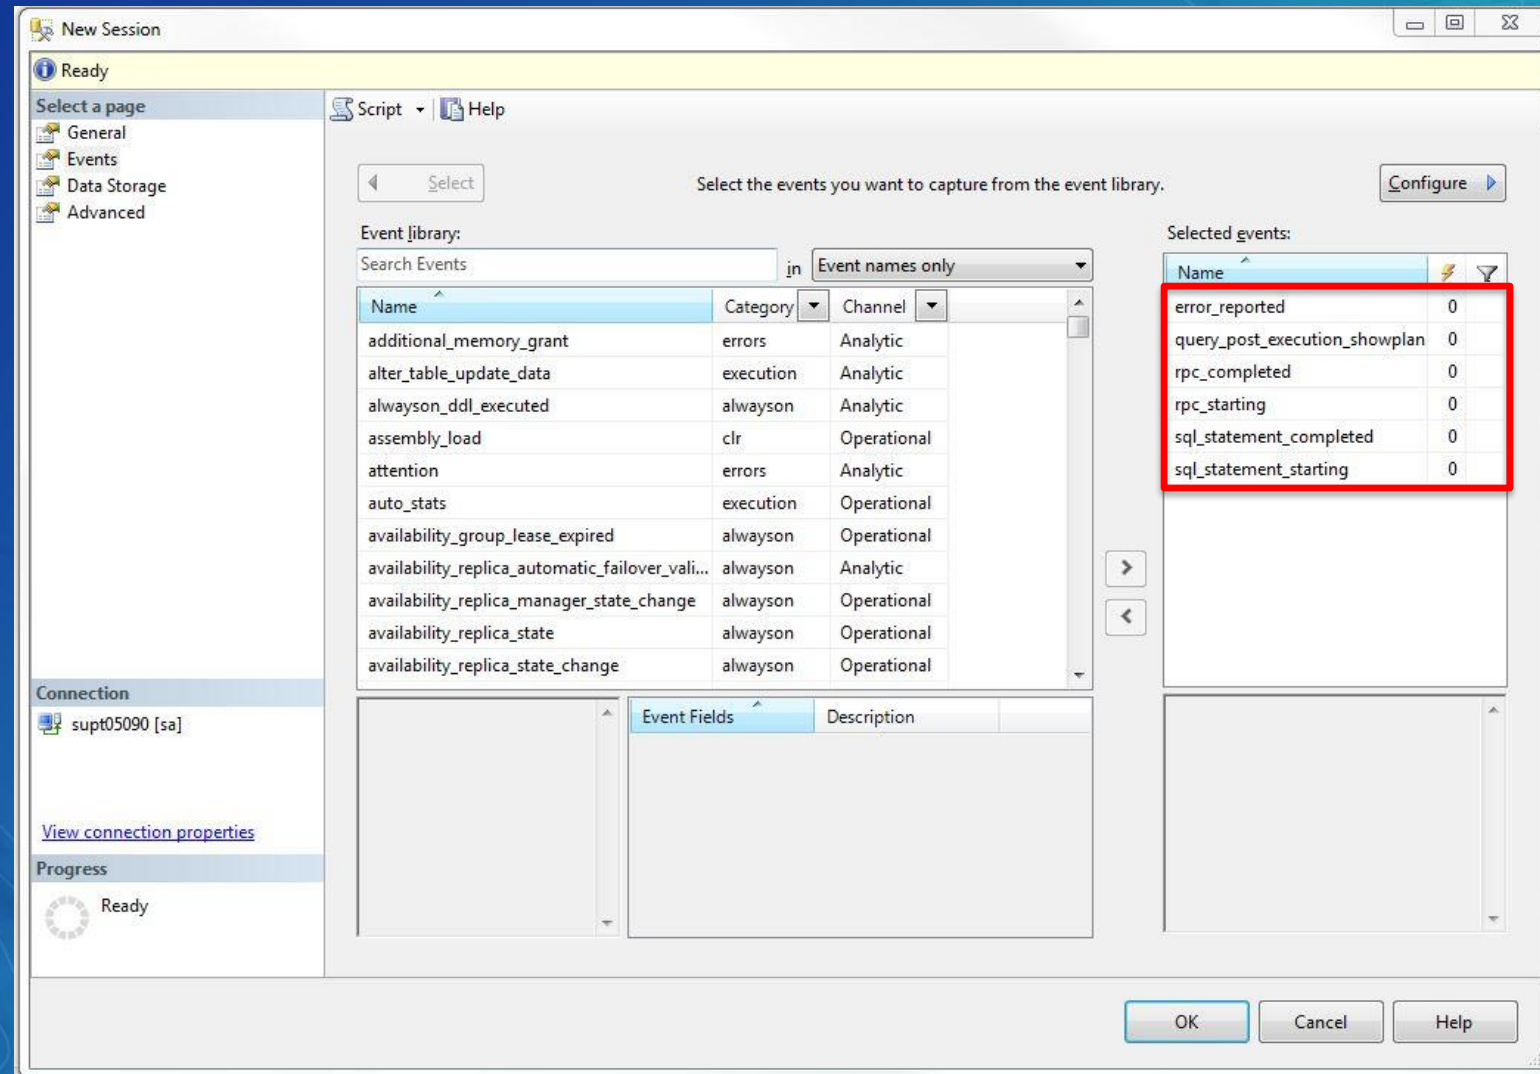 New Session
Ready
Select a page
General
Events
Data Storage
Advanced
Connection
supt05090 [sa]
View connection properties
Progress
Ready
Script Help
Select
Select the events you want to capture from the event library.
Configure
Event library:
Search Events in Event names only
Name Category Channel
additional_memory_grant errors Analytic
alter_table_update_data execution Analytic
alwayson_ddl_executed alwayson Analytic
assembly_load clr Operational
attention errors Analytic
auto_stats execution Operational
availability_group_lease_expired alwayson Operational
availability_replica_automatic_failover_vali... alwayson Analytic
availability_replica_manager_state_change alwayson Operational
availability_replica_state alwayson Operational
availability_replica_state_change alwayson Operational
Event Fields Description
Selected events:
Name
error_reported 0
query_post_execution_showplan 0
rpc_completed 0
rpc_starting 0
sql_statement_completed 0
sql_statement_starting 0
OK Cancel Help